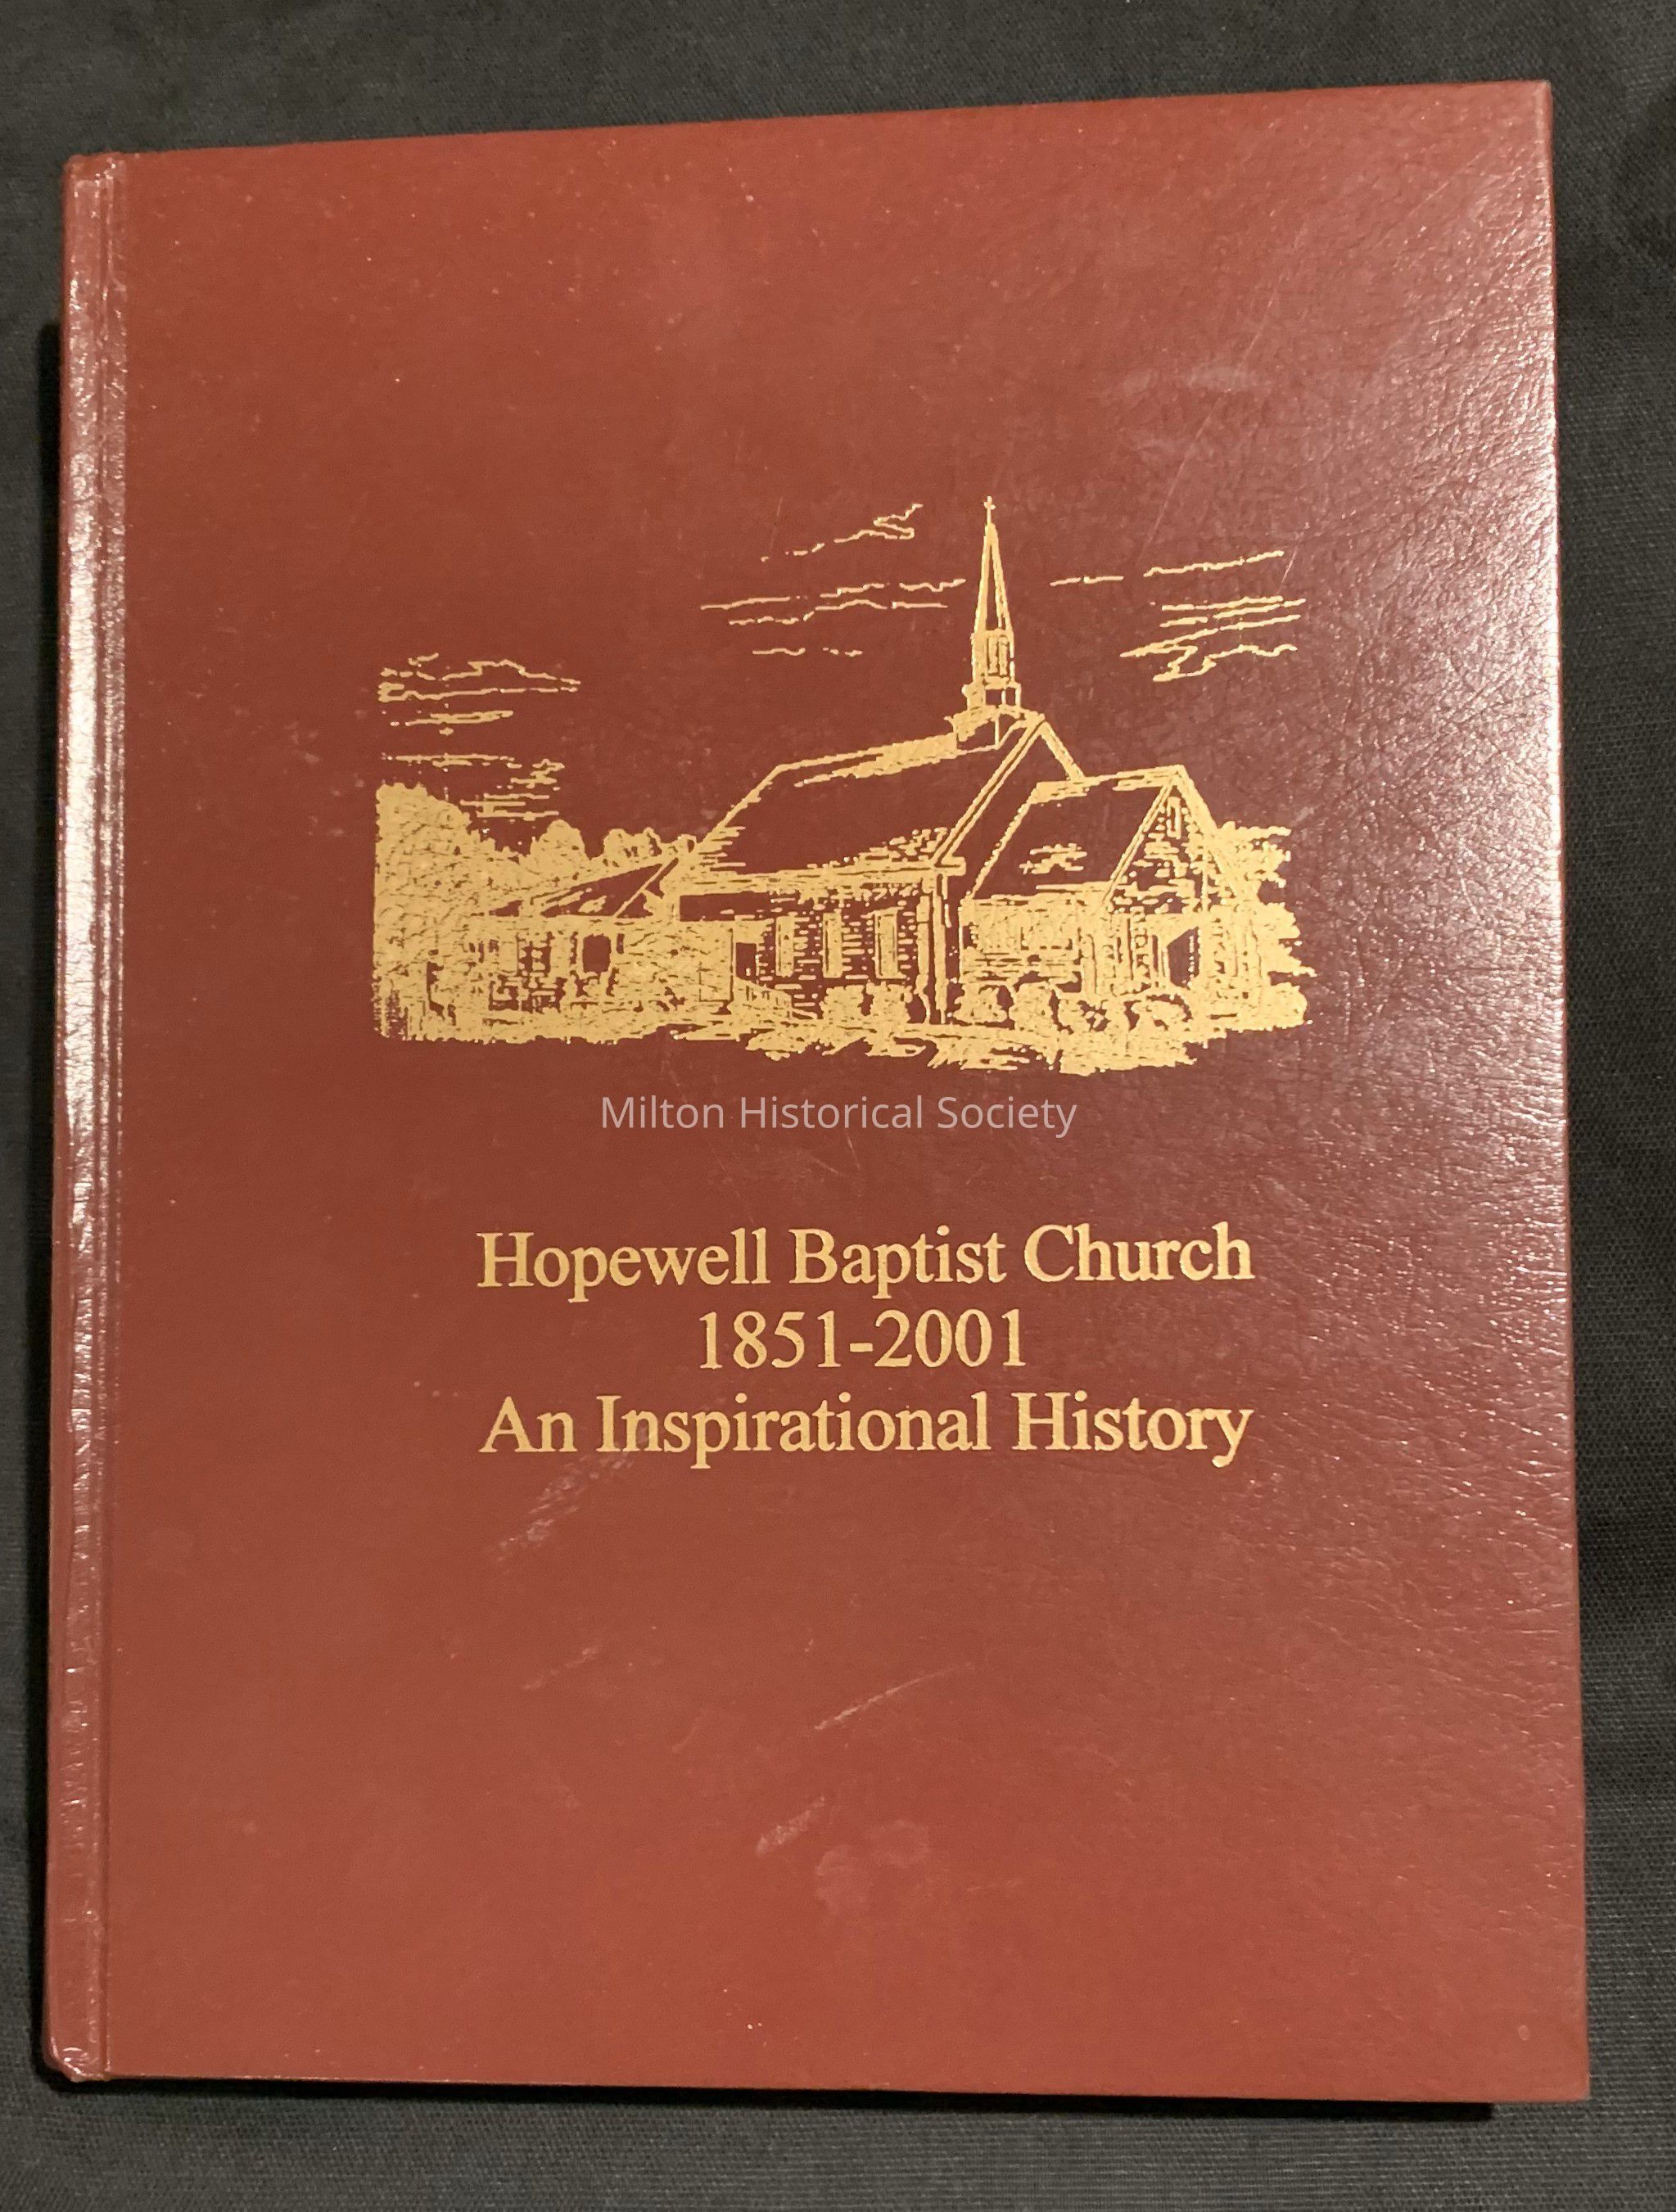 Milton Historical Society
Hopewell Baptist Church
1851-2001
An Inspirational History